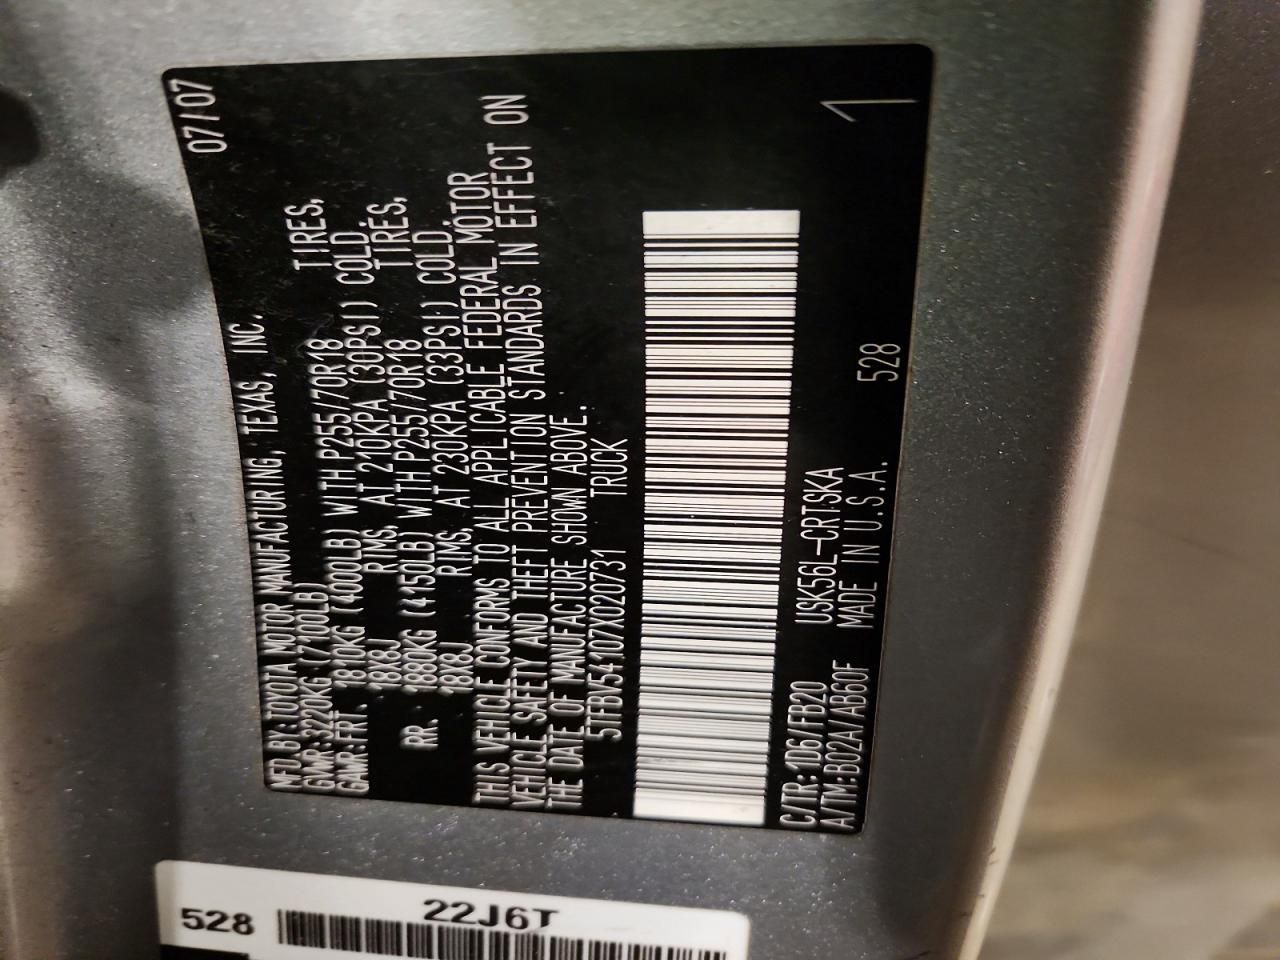 MFD. BY: TOYOTA MOTOR MANUFACTURING, TEXAS, INC. 07/07
GVWR: 3220KG (7100LB)
GAWR: FRT. 1810KG (4000LB) WITH P255/70R18 TIRES,
18X8J RIMS, AT 210KPA (30PSI) COLD.
RR. 1880KG (4150LB) WITH P255/70R18 TIRES,
18X8J RIMS, AT 230KPA (33PSI) COLD.
THIS VEHICLE CONFORMS TO ALL APPLICABLE FEDERAL MOTOR
VEHICLE SAFETY AND THEFT PREVENTION STANDARDS IN EFFECT ON
THE DATE OF MANUFACTURE SHOWN ABOVE.
5TFBV54107X020731 TRUCK
C/TR: 1D6/FB20 USK56L-CRTSKA 528
A/TM: B02A/AB60F MADE IN U.S.A.
528 22J6T